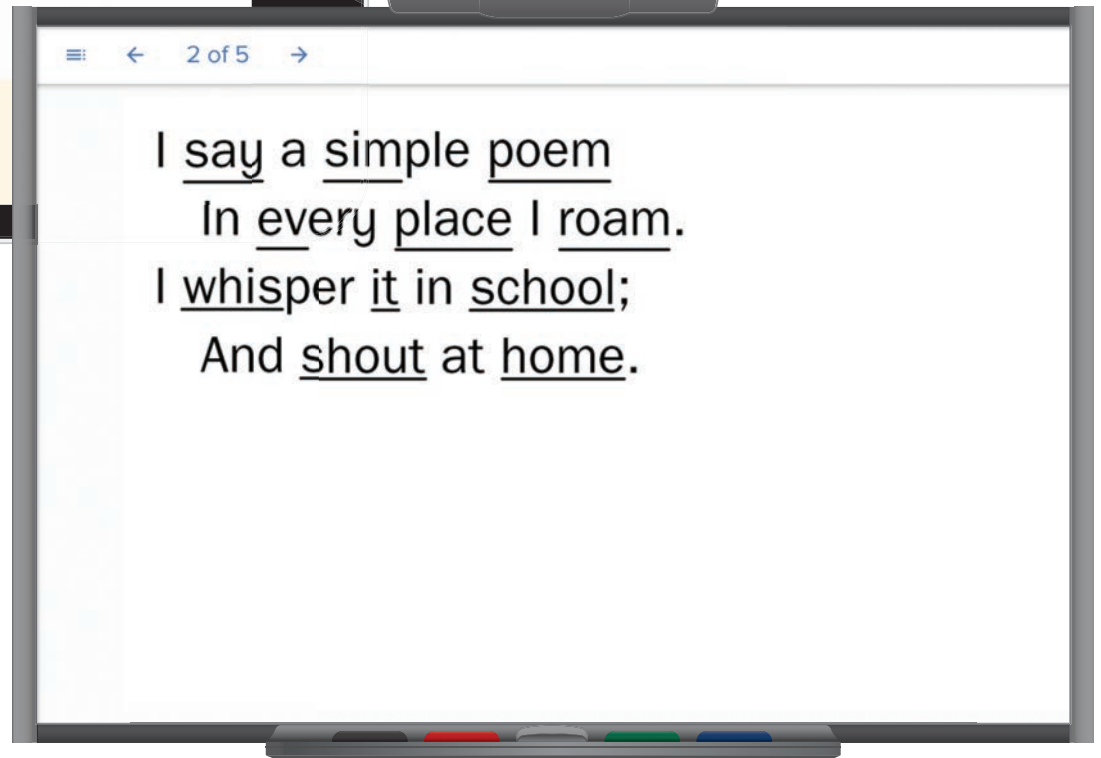 2 of 5
I say a simple poem
In every place I roam.
I whisper it in school;
And shout at home.